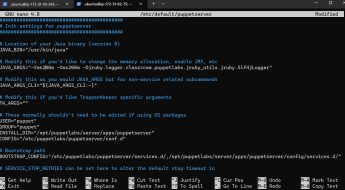 GNU nano 4.8
/etc/default/puppetserver
Modified
###########################################
# Init settings for puppetserver
###########################################
# Location of your Java binary (version 8)
JAVA_BIN="/usr/bin/java"
# Modify this if you'd like to change the memory allocation, enable JMX, etc
JAVA_ARGS="-Xms200m -Xmx200m -Djruby.logger.class=com.puppetlabs.jruby_utils.jruby.Slf4jLogger"
# Modify this as you would JAVA_ARGS but for non-service related subcommands
JAVA_ARGS_CLI="${JAVA_ARGS_CLI:-}"
# Modify this if you'd like TrapperKeeper specific arguments
TK_ARGS=""
# These normally shouldn't need to be edited if using OS packages
USER="puppet"
GROUP="puppet"
INSTALL_DIR="/opt/puppetlabs/server/apps/puppetserver"
CONFIG="/etc/puppetlabs/puppetserver/conf.d"
# Bootstrap path
BOOTSTRAP_CONFIG="/etc/puppetlabs/puppetserver/services.d/,/opt/puppetlabs/server/apps/puppetserver/config/services.d/"
# SERVICE_STOP_RETRIES can be set here to alter the default stop timeout in
^G Get Help ^O Write Out ^W Where Is ^K Cut Text ^J Justify ^C Cur Pos M-U Undo M-A Mark Text
^X Exit ^R Read File ^\ Replace ^U Paste Text ^T To Spell ^_ Go To Line M-E Redo M-6 Copy Text